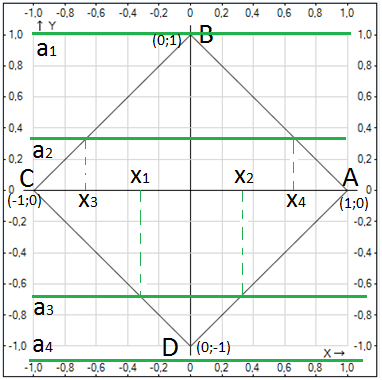 -1,0 -0,8 -0,6 -0,4 -0,2 0 0,2 0,4 0,6 0,8 1,0
↑ Y
(0;1) B
1,0 1,0
a1
0,8 0,8
0,6 0,6
0,4 0,4
a2
0,2 0,2
C x1 x2 A
0 0
(-1;0) x3 x4 (1;0)
-0,2 -0,2
-0,4 -0,4
-0,6 -0,6
a3
-0,8 -0,8
a4 D (0;-1)
-1,0 X→ -1,0
-1,0 -0,8 -0,6 -0,4 -0,2 0 0,2 0,4 0,6 0,8 1,0